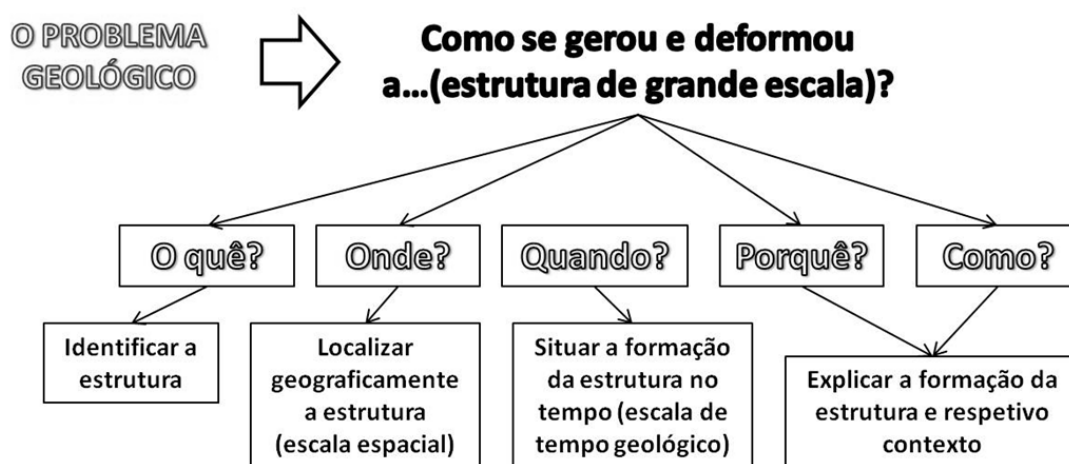 O PROBLEMA
GEOLÓGICO
Como se gerou e deformou
a...(estrutura de grande escala)?
O quê?
Onde?
Quando?
Porquê?
Como?
Identificar a
estrutura
Localizar
geograficamente
a estrutura
(escala espacial)
Situar a formação
da estrutura no
tempo (escala de
tempo geológico)
Explicar a formação da
estrutura e respetivo
contexto